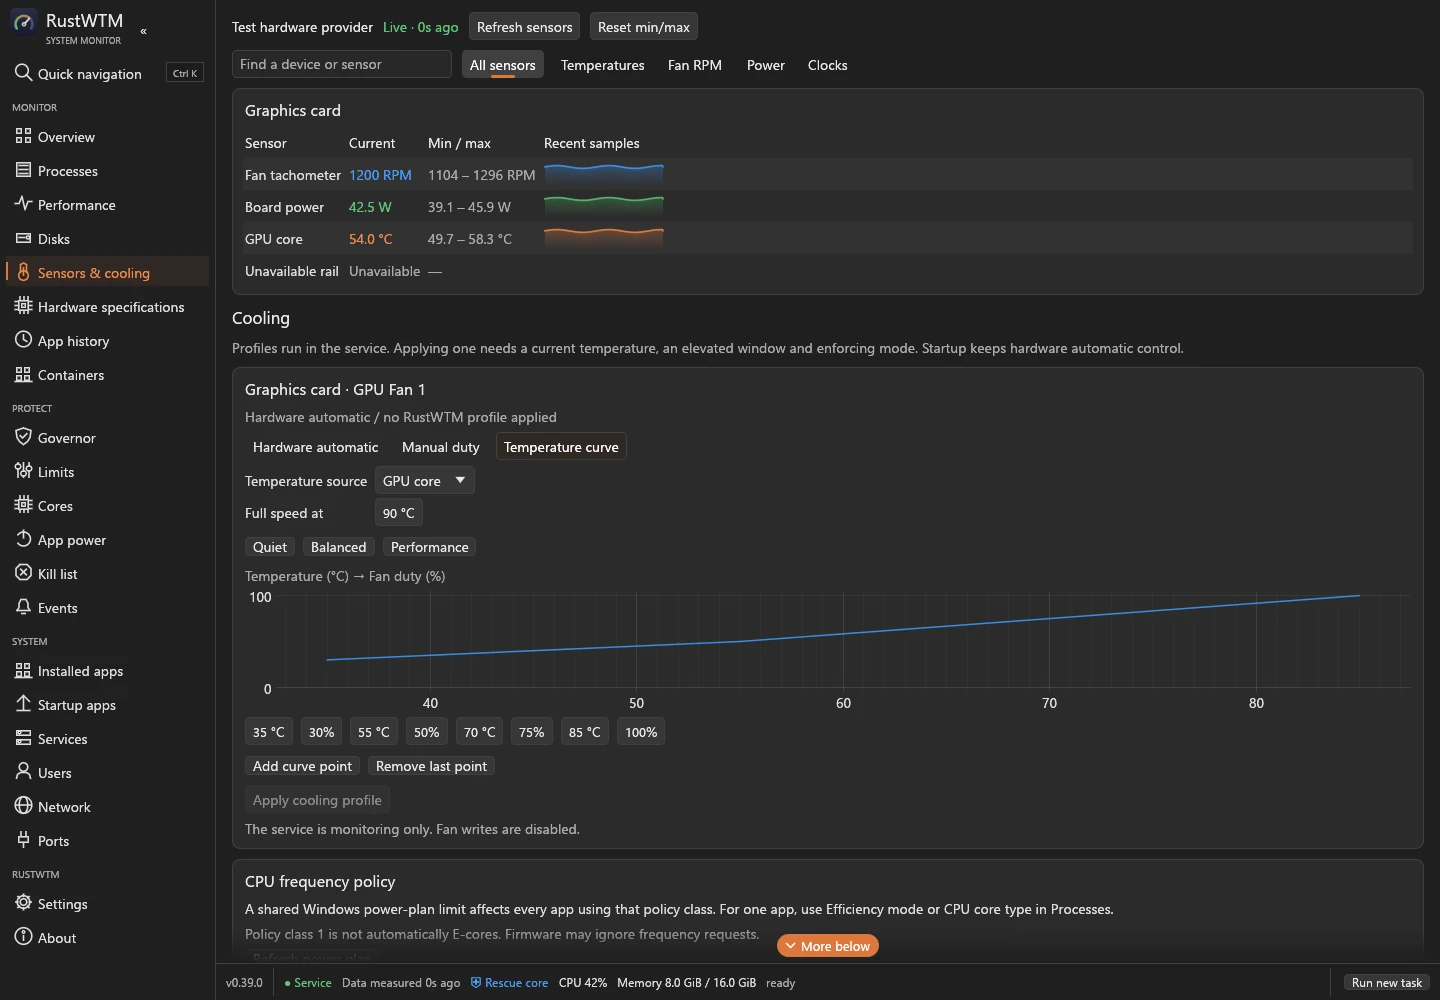 RustWTM
SYSTEM MONITOR
«
Quick navigation
Ctrl K
MONITOR
Overview
Processes
Performance
Disks
Sensors & cooling
Hardware specifications
App history
Containers
PROTECT
Governor
Limits
Cores
App power
Kill list
Events
SYSTEM
Installed apps
Startup apps
Services
Users
Network
Ports
RUSTWTM
Settings
About
Test hardware provider Live · 0s ago Refresh sensors Reset min/max
Find a device or sensor All sensors Temperatures Fan RPM Power Clocks
Graphics card
Sensor Current Min / max Recent samples
Fan tachometer 1200 RPM 1104 – 1296 RPM
Board power 42.5 W 39.1 – 45.9 W
GPU core 54.0 °C 49.7 – 58.3 °C
Unavailable rail Unavailable —
Cooling
Profiles run in the service. Applying one needs a current temperature, an elevated window and enforcing mode. Startup keeps hardware automatic control.
Graphics card · GPU Fan 1
Hardware automatic / no RustWTM profile applied
Hardware automatic Manual duty Temperature curve
Temperature source GPU core
Full speed at 90 °C
Quiet Balanced Performance
Temperature (°C) → Fan duty (%)
100
0
40 50 60 70 80
35 °C 30% 55 °C 50% 70 °C 75% 85 °C 100%
Add curve point Remove last point
Apply cooling profile
The service is monitoring only. Fan writes are disabled.
CPU frequency policy
A shared Windows power-plan limit affects every app using that policy class. For one app, use Efficiency mode or CPU core type in Processes.
Policy class 1 is not automatically E-cores. Firmware may ignore frequency requests.
More below
Refresh power plan
v0.39.0 Service Data measured 0s ago Rescue core CPU 42% Memory 8.0 GiB / 16.0 GiB ready Run new task